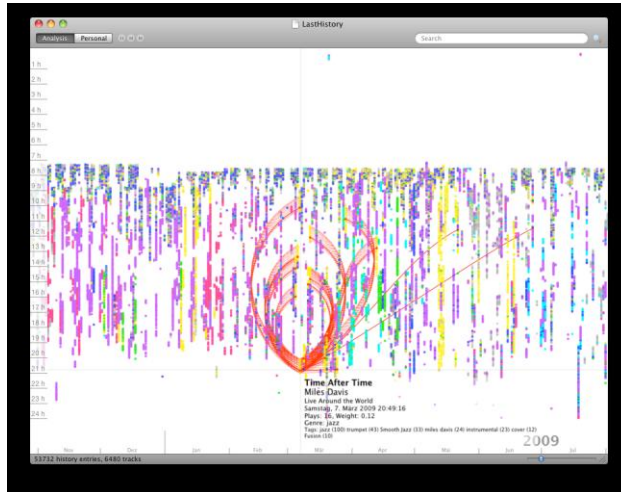 LastHistory
Analysis Personal
Search
1 h
2 h
3 h
4 h
5 h
6 h
7 h
8 h
9 h
10 h
11 h
12 h
13 h
14 h
15 h
16 h
17 h
18 h
19 h
20 h
21 h
22 h
23 h
24 h
Time After Time
Miles Davis
Live Around the World
Samstag, 7. März 2009 20:49:16
Plays: 16, Weight: 0.12
Genre: jazz
Tags: jazz (100) trumpet (43) Smooth Jazz (33) miles davis (24) instrumental (23) cover (12)
Fusion (10)
2009
Nov Dec Jan Feb Mär Apr Mai Jun Jul
53732 history entries, 6480 tracks